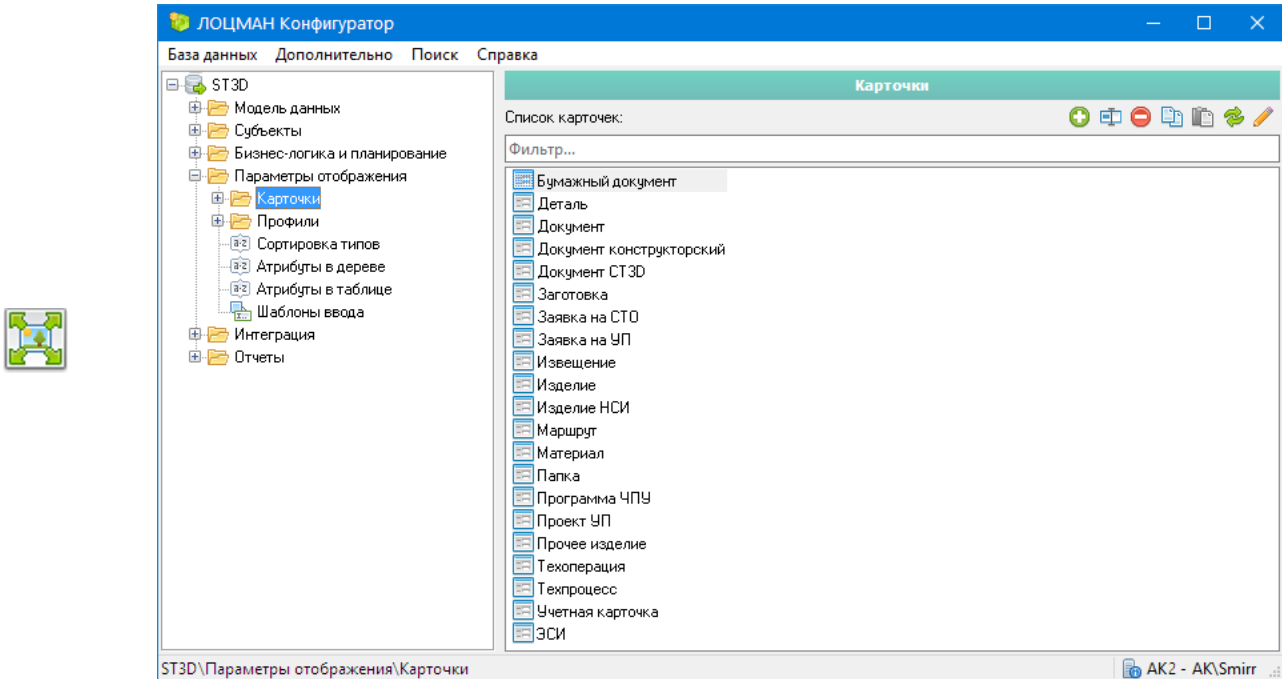 ЛОЦМАН Конфигуратор
База данных Дополнительно Поиск Справка
ST3D
Модель данных
Субъекты
Бизнес-логика и планирование
Параметры отображения
Карточки
Профили
Сортировка типов
Атрибуты в дереве
Атрибуты в таблице
Шаблоны ввода
Интеграция
Отчеты
Карточки
Список карточек:
Фильтр...
Бумажный документ
Деталь
Документ
Документ конструкторский
Документ СТ3D
Заготовка
Заявка на СТО
Заявка на УП
Извещение
Изделие
Изделие НСИ
Маршрут
Материал
Папка
Программа ЧПУ
Проект УП
Прочее изделие
Техоперация
Техпроцесс
Учетная карточка
ЭСИ
ST3D\Параметры отображения\Карточки
AK2 - AK\Smirr